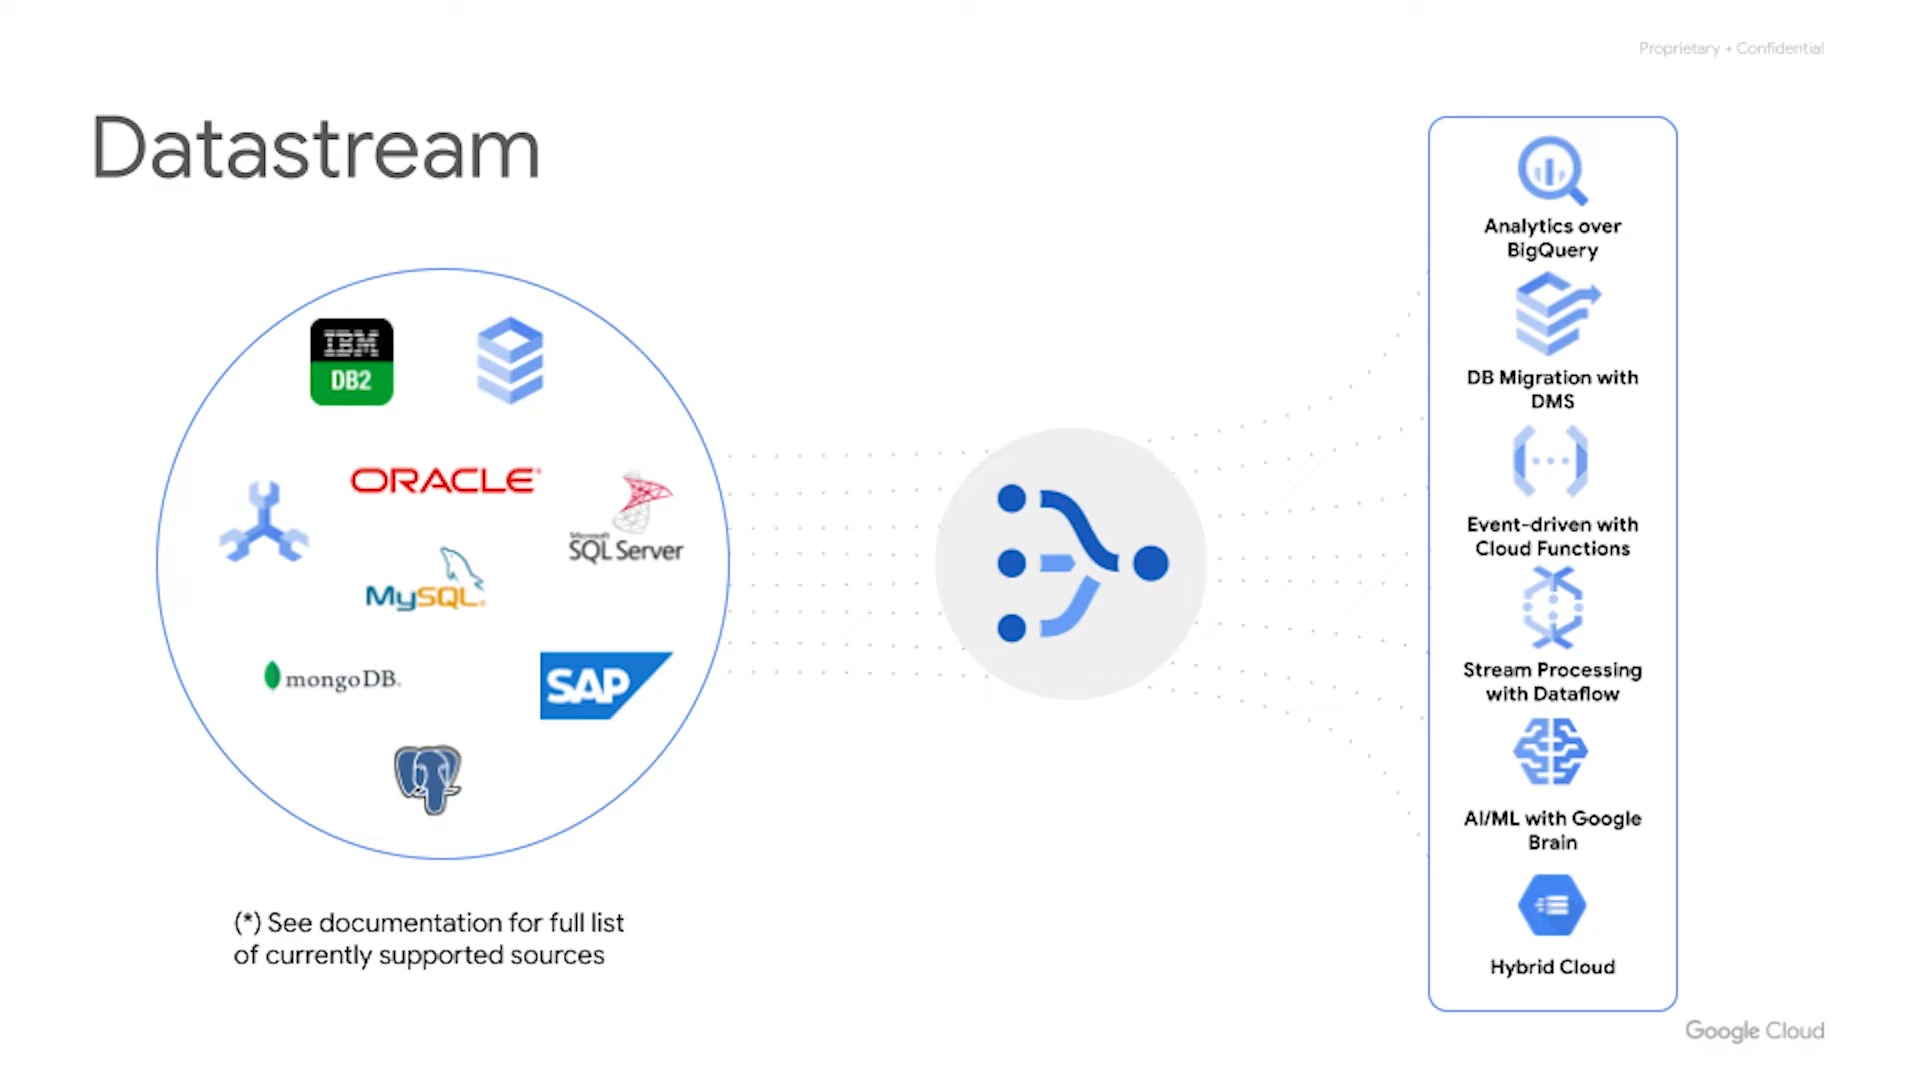 Proprietary + Confidential
Datastream
IBM
DB2
ORACLE
Microsoft
SQL Server
MySQL
mongoDB
SAP
(*) See documentation for full list
of currently supported sources
Analytics over
BigQuery
DB Migration with
DMS
Event-driven with
Cloud Functions
Stream Processing
with Dataflow
AI/ML with Google
Brain
Hybrid Cloud
Google Cloud